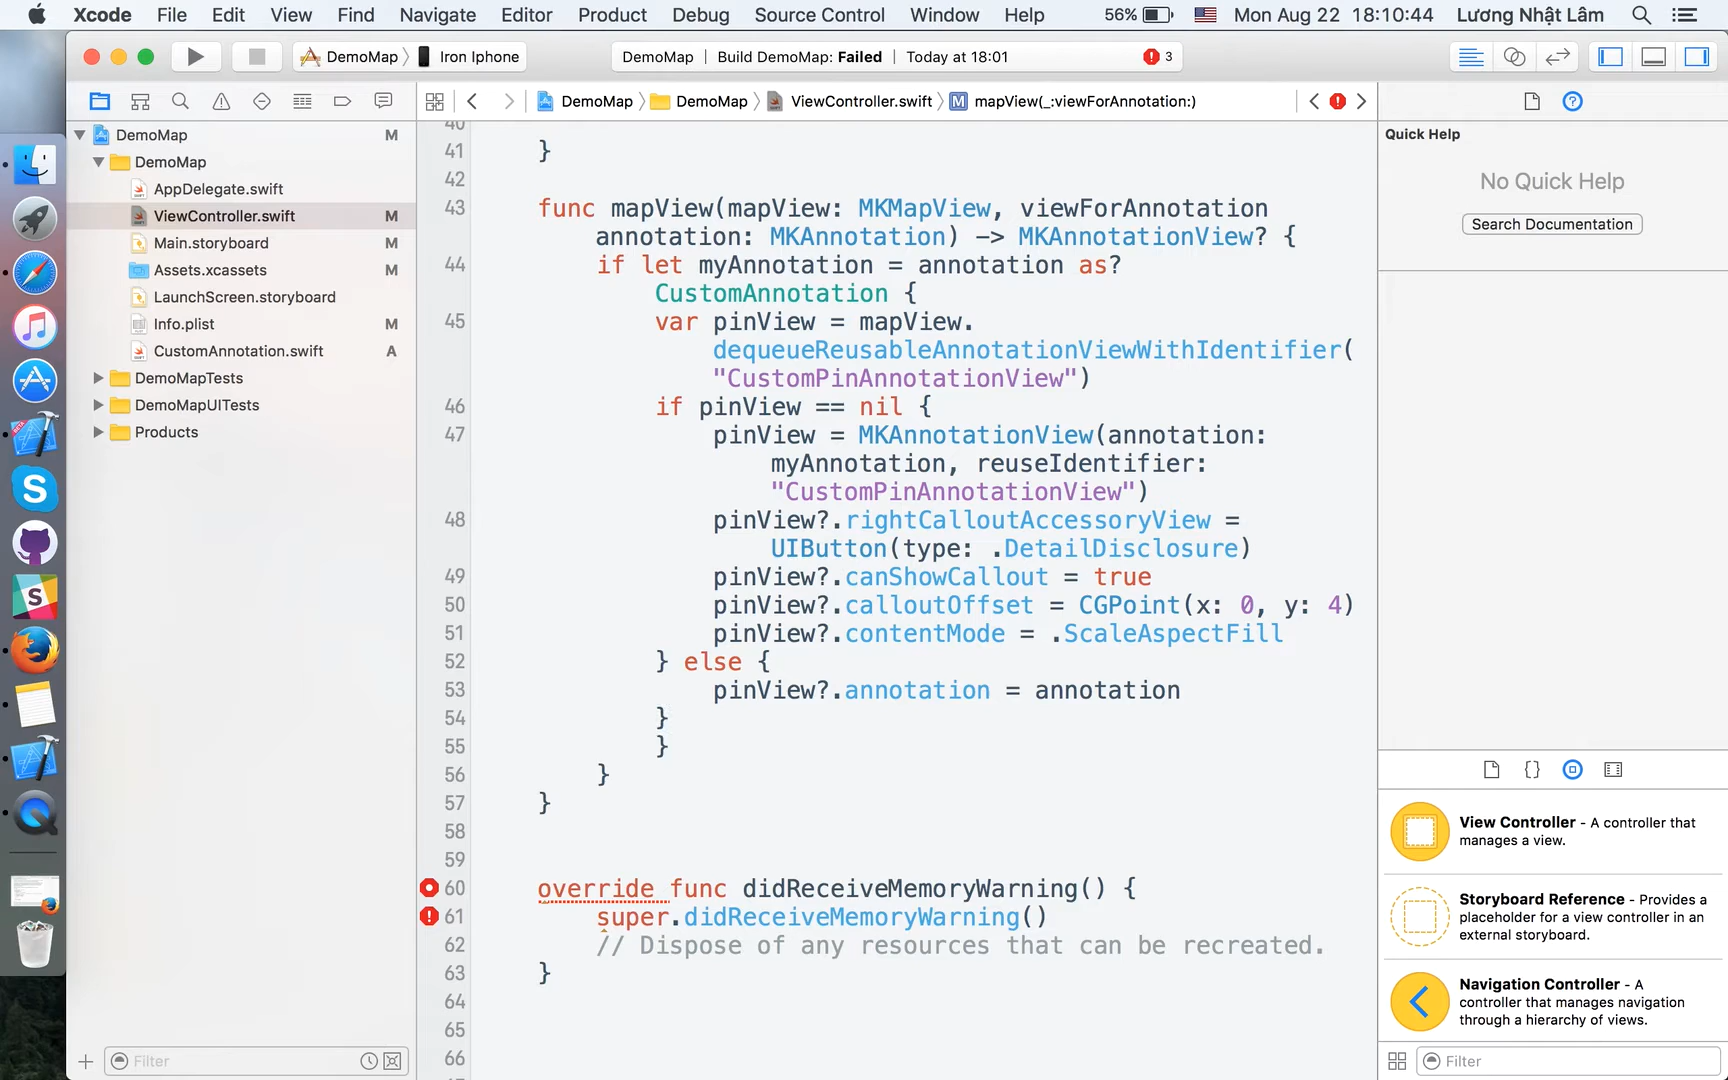 Xcode File Edit View Find Navigate Editor Product Debug Source Control Window Help 56% Mon Aug 22 18:10:44 Lương Nhật Lâm
DemoMap Iron Iphone DemoMap Build DemoMap: Failed Today at 18:01 3
DemoMap DemoMap ViewController.swift M mapView(_:viewForAnnotation:)
DemoMap M
DemoMap
AppDelegate.swift
ViewController.swift M
Main.storyboard M
Assets.xcassets M
LaunchScreen.storyboard
Info.plist M
CustomAnnotation.swift A
DemoMapTests
DemoMapUITests
Products
Filter
40
41 }
42
43 func mapView(mapView: MKMapView, viewForAnnotation
annotation: MKAnnotation) -> MKAnnotationView? {
44 if let myAnnotation = annotation as?
CustomAnnotation {
45 var pinView = mapView.
dequeueReusableAnnotationViewWithIdentifier(
"CustomPinAnnotationView")
46 if pinView == nil {
47 pinView = MKAnnotationView(annotation:
myAnnotation, reuseIdentifier:
"CustomPinAnnotationView")
48 pinView?.rightCalloutAccessoryView =
UIButton(type: .DetailDisclosure)
49 pinView?.canShowCallout = true
50 pinView?.calloutOffset = CGPoint(x: 0, y: 4)
51 pinView?.contentMode = .ScaleAspectFill
52 } else {
53 pinView?.annotation = annotation
54 }
55 }
56 }
57 }
58
59
60 override func didReceiveMemoryWarning() {
61 super.didReceiveMemoryWarning()
62 // Dispose of any resources that can be recreated.
63 }
64
65
66
Quick Help
No Quick Help
Search Documentation
{}
View Controller - A controller that
manages a view.
Storyboard Reference - Provides a
placeholder for a view controller in an
external storyboard.
Navigation Controller - A
controller that manages navigation
through a hierarchy of views.
Filter